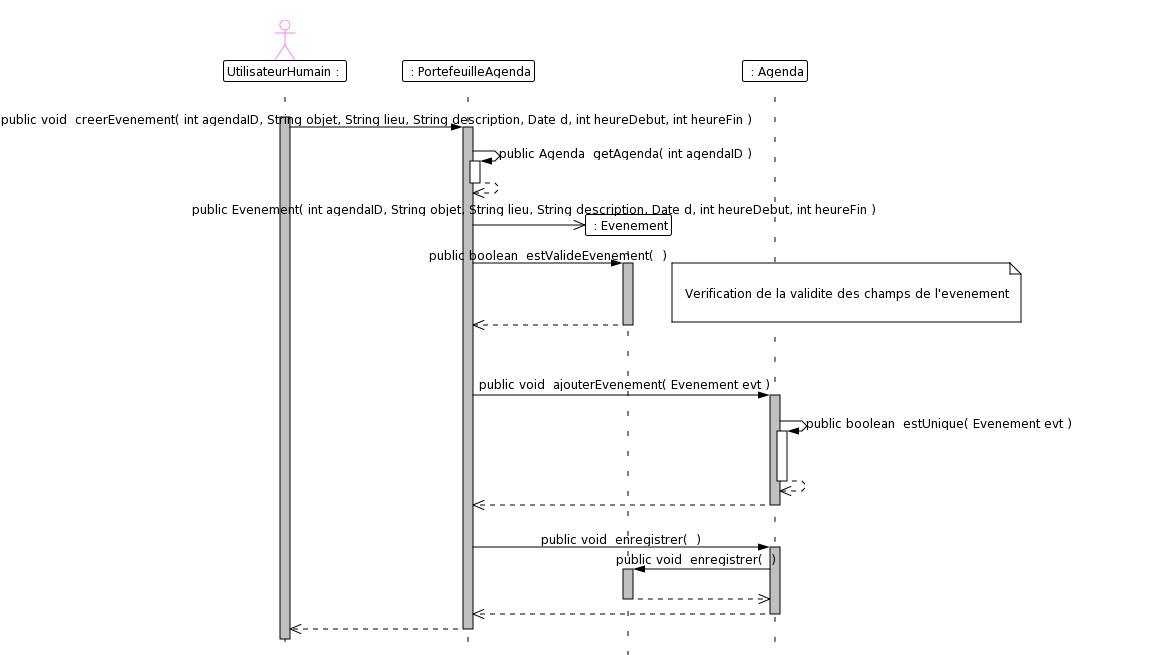 UtilisateurHumain :
: PortefeuilleAgenda
: Agenda
public void creerEvenement( int agendaID, String objet, String lieu, String description, Date d, int heureDebut, int heureFin )
public Agenda getAgenda( int agendaID )
public Evenement( int agendaID, String objet, String lieu, String description, Date d, int heureDebut, int heureFin )
: Evenement
public boolean estValideEvenement( )
Verification de la validite des champs de l'evenement
public void ajouterEvenement( Evenement evt )
public boolean estUnique( Evenement evt )
public void enregistrer( )
public void enregistrer( )